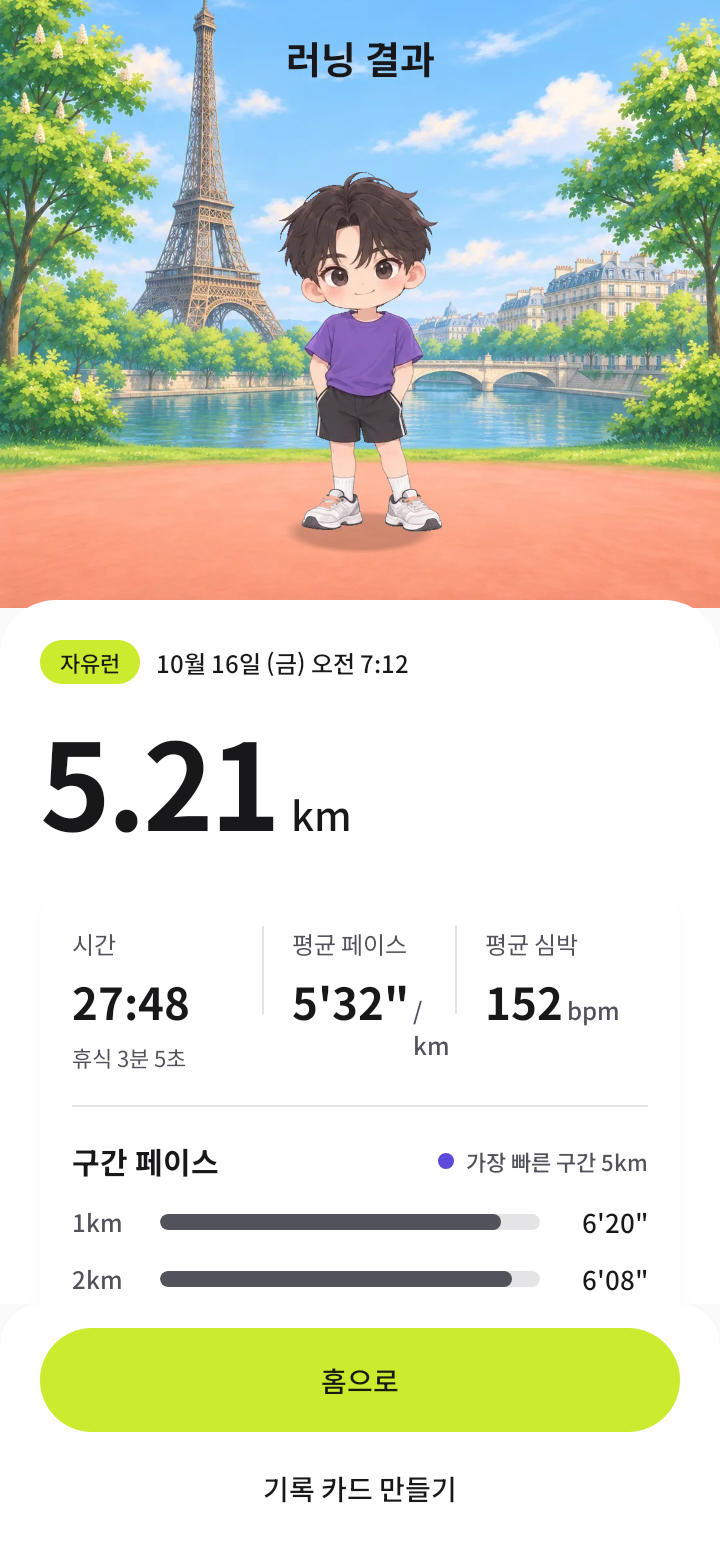 러닝 결과
자유런 10월 16일 (금) 오전 7:12
5.21 km
시간 평균 페이스 평균 심박
27:48 5'32" / 152 bpm
km
휴식 3분 5초
구간 페이스 가장 빠른 구간 5km
1km 6'20"
2km 6'08"
홈으로
기록 카드 만들기